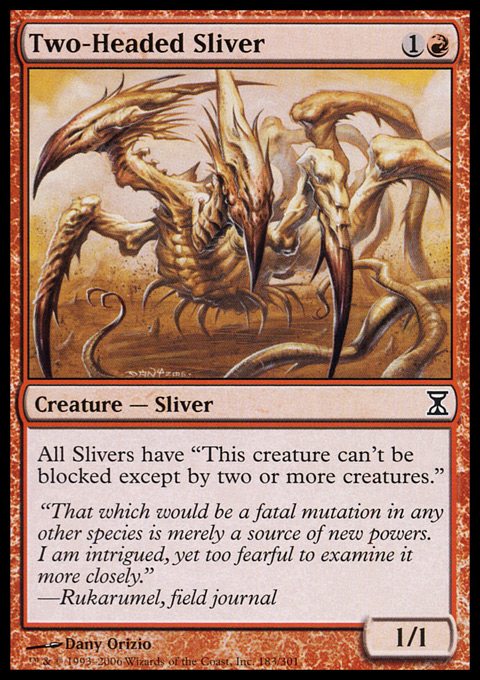 Two-Headed Sliver 1
DANY 2006
Creature — Sliver
All Slivers have “This creature can’t be
blocked except by two or more creatures.”
“That which would be a fatal mutation in any
other species is merely a source of new powers.
I am intrigued, yet too fearful to examine it
more closely.”
—Rukarumel, field journal
1/1
Dany Orizio
™ & © 1993–2006 Wizards of the Coast, Inc. 183/301